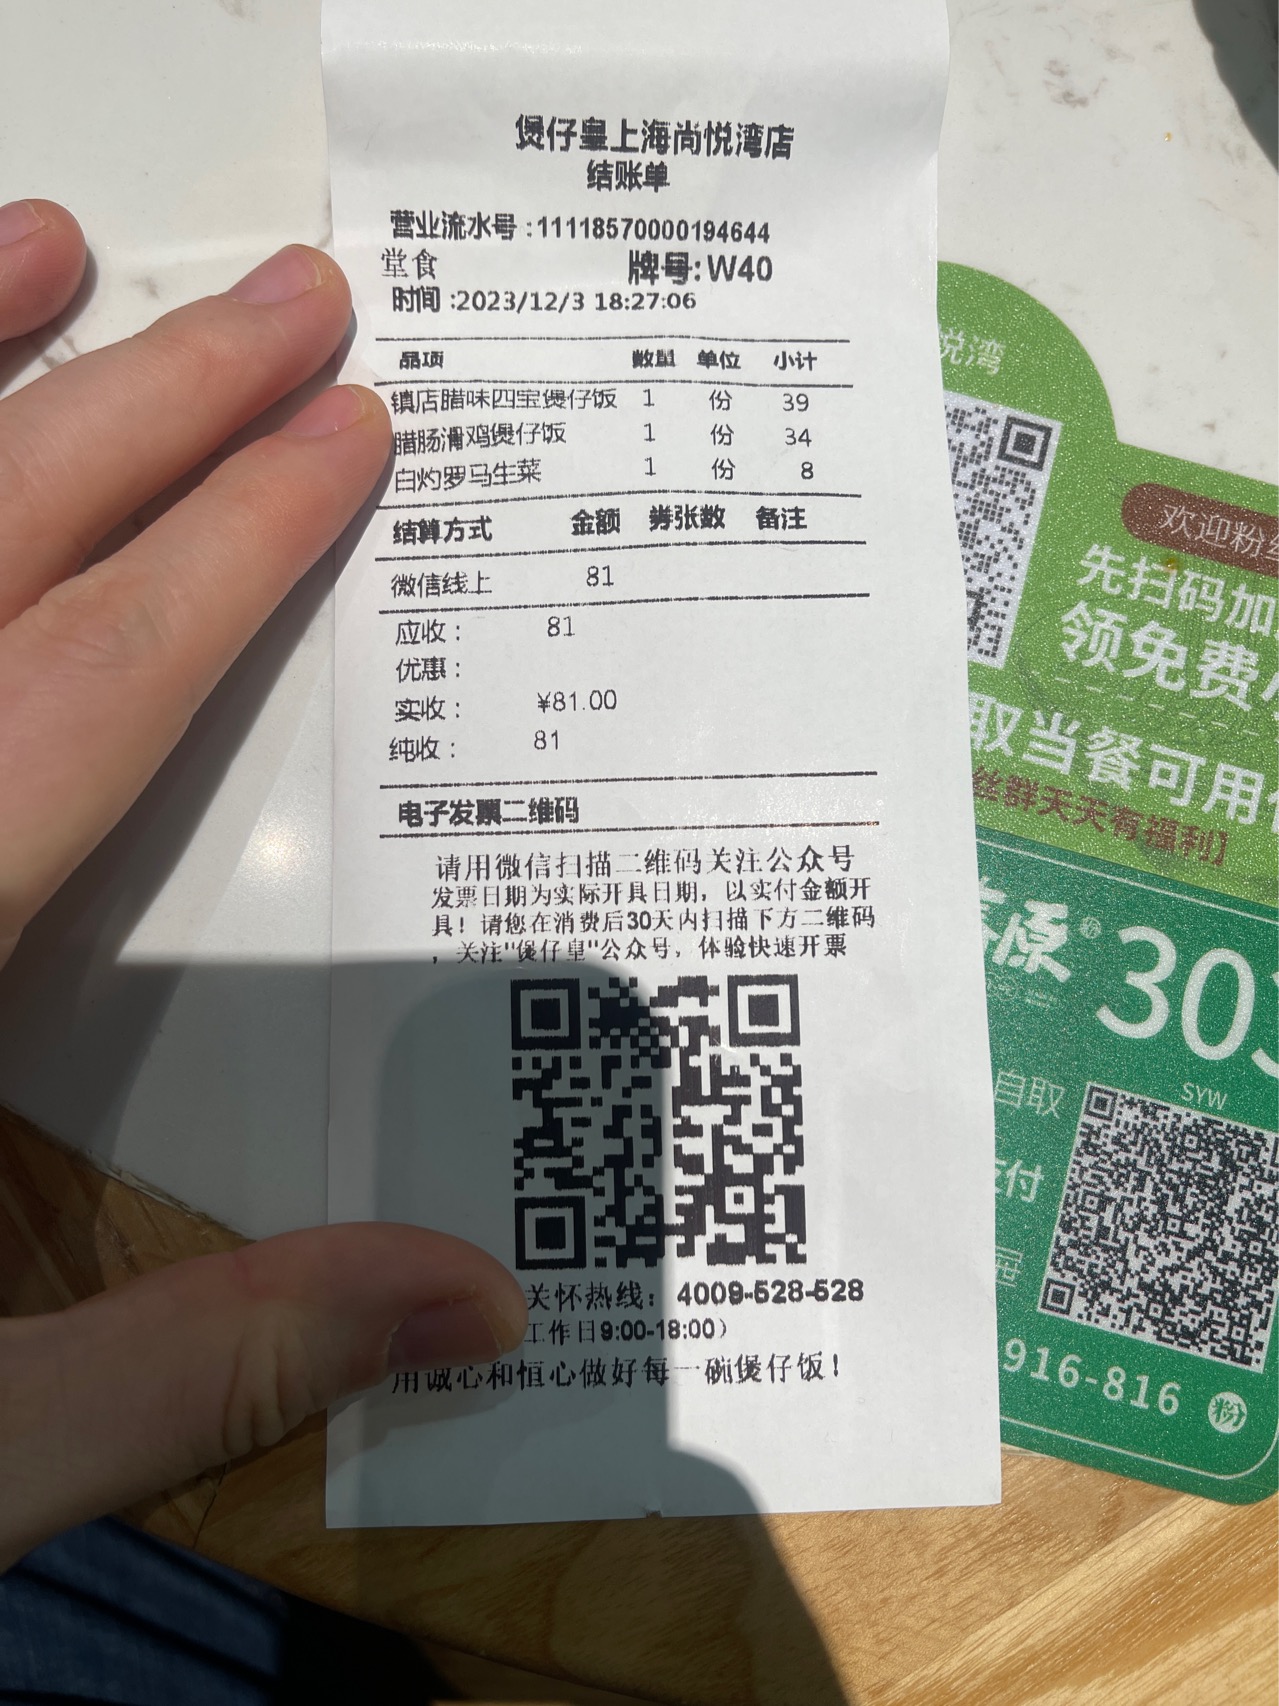 煲仔皇上海尚悦湾店
结账单
营业流水号:11118570000194644
堂食 牌号:W40
时间:2023/12/3 18:27:06
品项 数量 单位 小计
镇店腊味四宝煲仔饭 1 份 39
腊肠滑鸡煲仔饭 1 份 34
白灼罗马生菜 1 份 8
结算方式 金额 券张数 备注
微信线上 81
应收: 81
优惠:
实收: ¥81.00
纯收: 81
电子发票二维码
请用微信扫描二维码关注公众号
发票日期为实际开具日期，以实付金额开
具！请您在消费后30天内扫描下方二维码
，关注"煲仔皇"公众号，体验快速开票
关怀热线：4009-528-528
工作日9:00-18:00）
用诚心和恒心做好每一碗煲仔饭！
悦湾
欢迎粉丝
先扫码加
领免费
取当餐可用
丝群天天有福利】
原® 303
自取
SYW
支付
916-816
粉